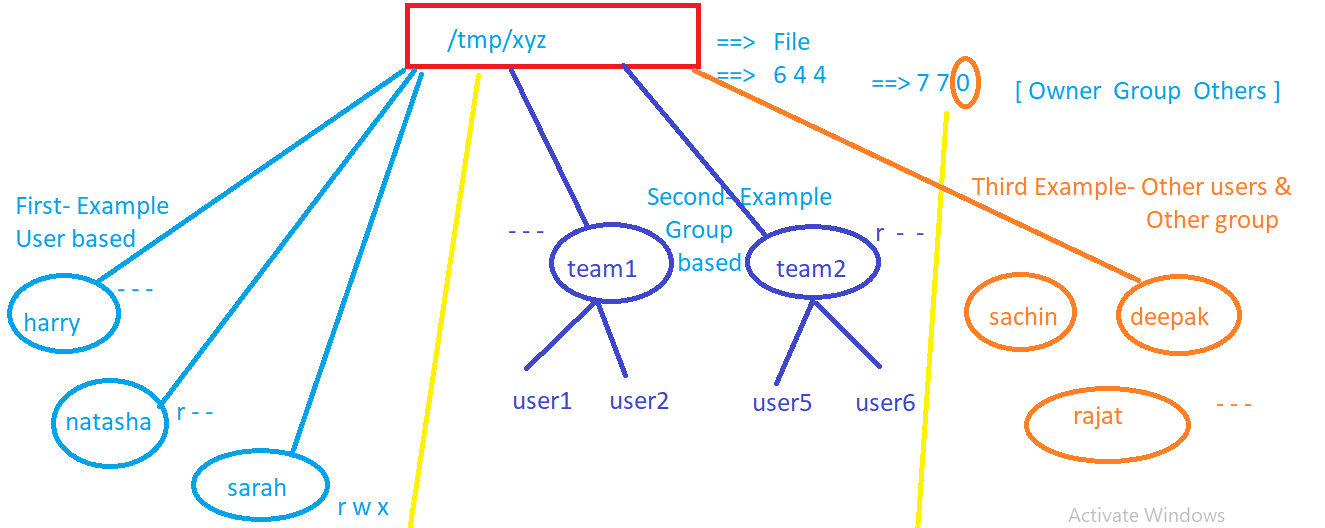 /tmp/xyz
==> File
==> 6 4 4
==> 7 7 0
[ Owner Group Others ]
First- Example
User based
harry
- - -
natasha
r - -
sarah
r w x
Second- Example
Group
based
- - -
team1
team2
r - -
user1
user2
user5
user6
Third Example- Other users &
Other group
sachin
deepak
rajat
- - -
Activate Windows